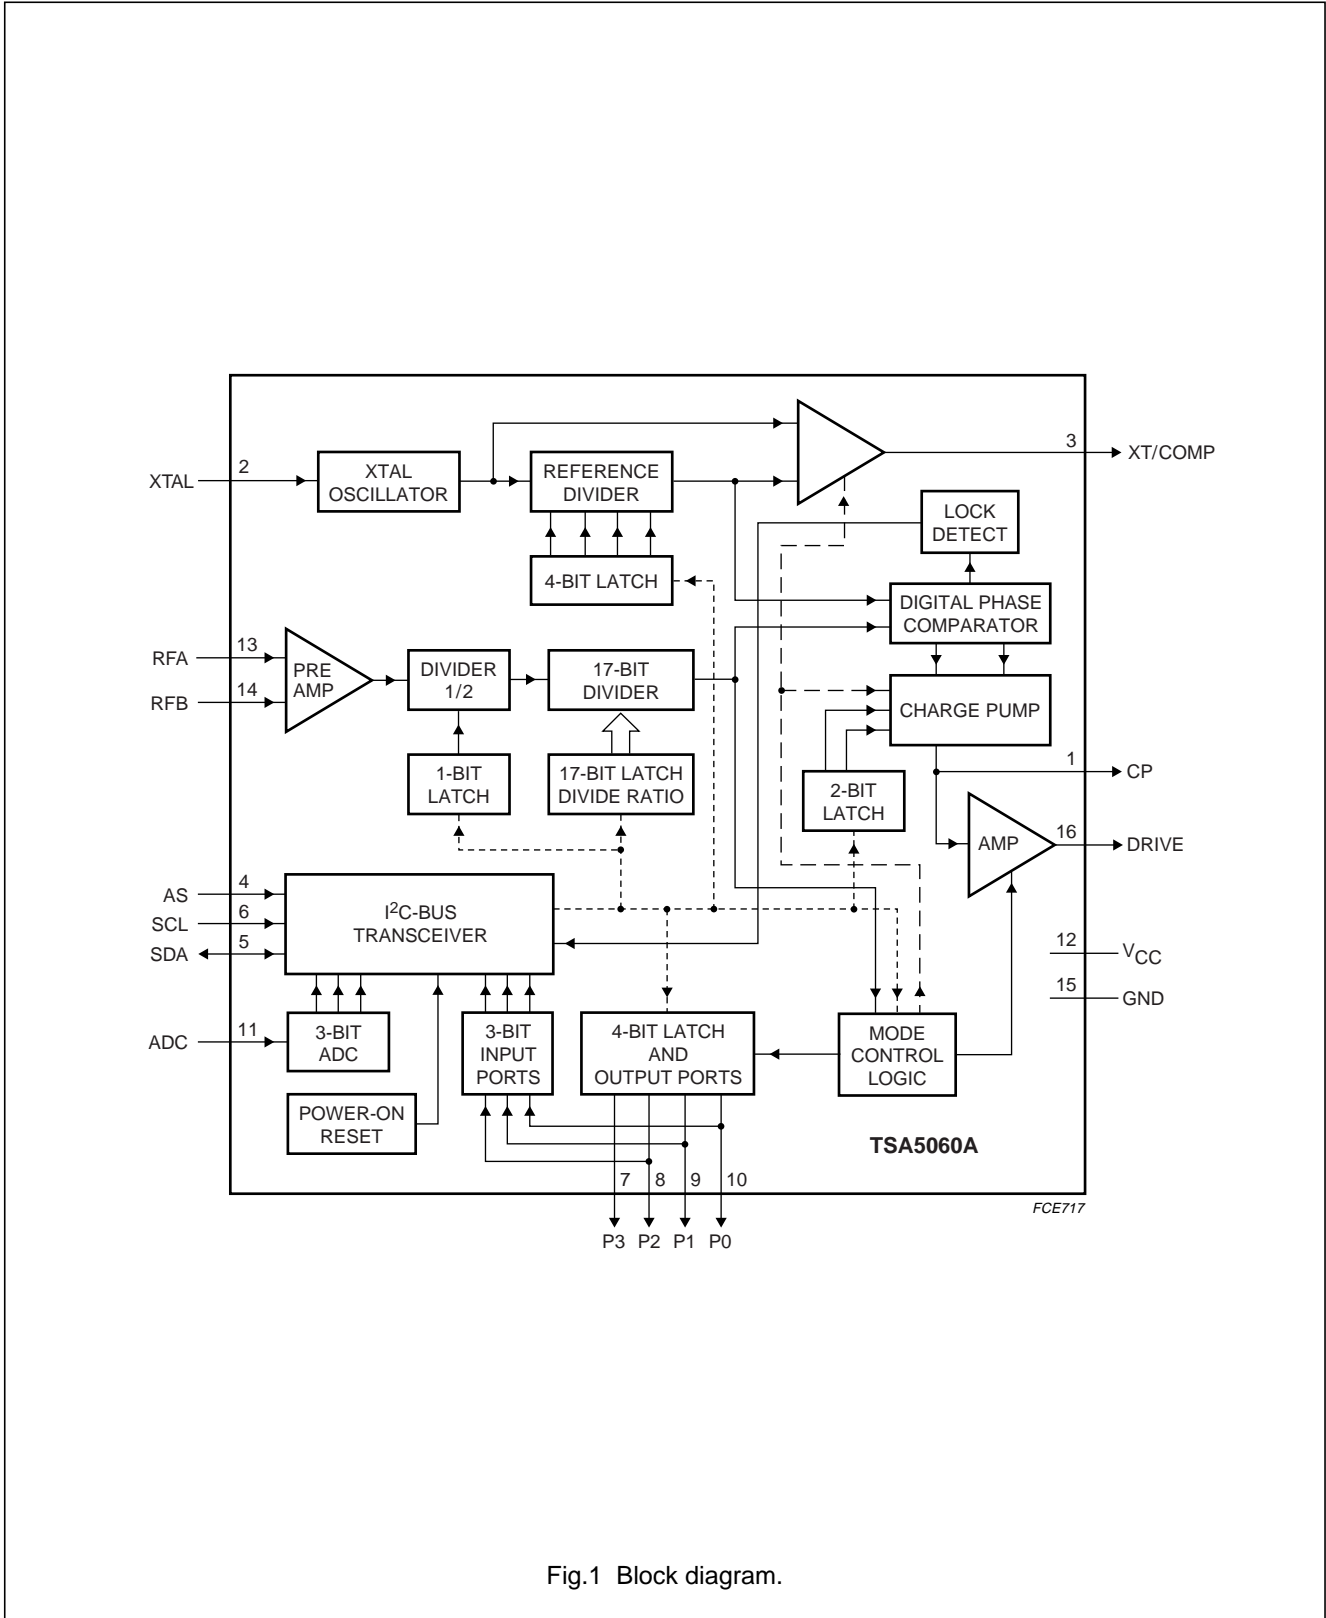 3
XT/COMP
2
XTAL
XTAL
OSCILLATOR
REFERENCE
DIVIDER
LOCK
DETECT
4-BIT LATCH
DIGITAL PHASE
COMPARATOR
13
RFA
14
RFB
PRE
AMP
DIVIDER
1/2
17-BIT
DIVIDER
CHARGE PUMP
1
CP
1-BIT
LATCH
17-BIT LATCH
DIVIDE RATIO
2-BIT
LATCH
AMP
16
DRIVE
4
AS
6
SCL
5
SDA
I²C-BUS
TRANSCEIVER
12
VCC
15
GND
11
ADC
3-BIT
ADC
3-BIT
INPUT
PORTS
4-BIT LATCH
AND
OUTPUT PORTS
MODE
CONTROL
LOGIC
POWER-ON
RESET
TSA5060A
7 8 9 10
FCE717
P3 P2 P1 P0
Fig.1 Block diagram.